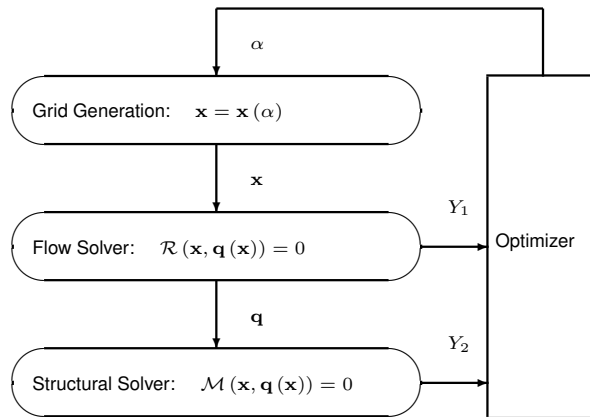 α
Grid Generation: x = x (α)
x
Y₁
Flow Solver: ℛ (x, q (x)) = 0
Optimizer
q
Y₂
Structural Solver: ℳ (x, q (x)) = 0